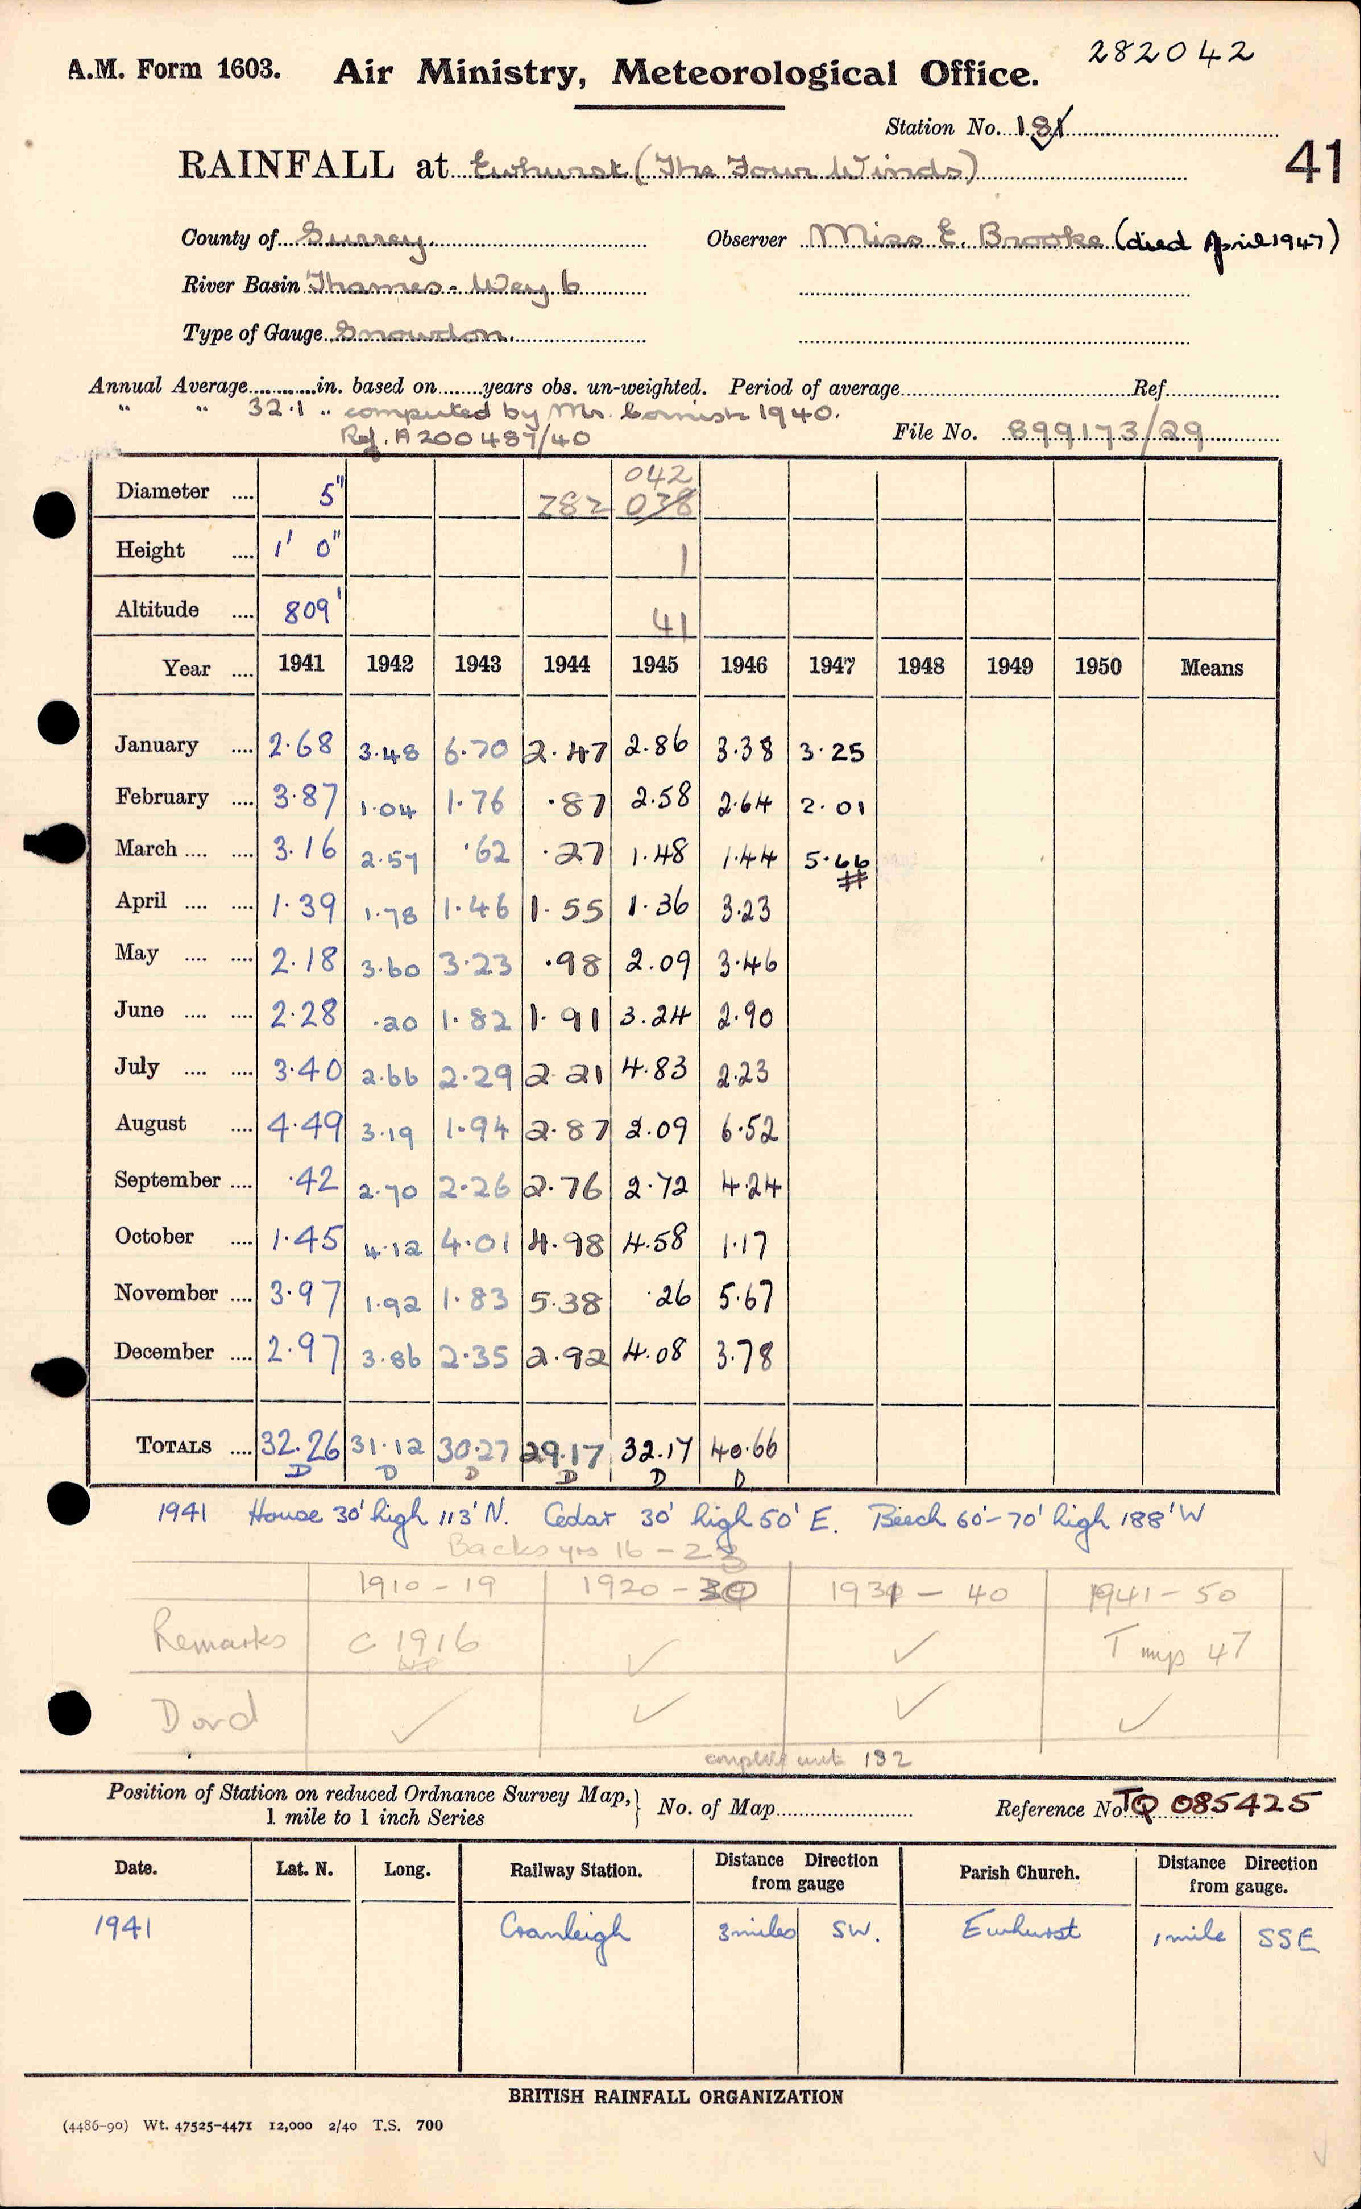 282042
A.M. Form 1603. Air Ministry, Meteorological Office.
Station No. 181
RAINFALL at Ewhurst (The Four Winds) 41
County of Surrey Observer Miss E. Brooke (died April 1947)
River Basin Thames - Wey b
Type of Gauge Snowdon.
Annual Average............in. based on........years obs. un-weighted. Period of average Ref
" " 32.1 " computed by Mr. Cornish 1940.
Ref. A200487/40 File No. 899173/29
Diameter .... 5" 282 038 042
Height .... 1' 0" 1
Altitude .... 809' 41
Year .... 1941 1942 1943 1944 1945 1946 1947 1948 1949 1950 Means
January .... 2.68 3.48 6.70 2.47 2.86 3.38 3.25
February .... 3.87 1.04 1.76 .87 2.58 2.64 2.01
March .... .... 3.16 2.57 .62 .27 1.48 1.44 5.66
April .... .... 1.39 1.78 1.46 1.55 1.36 3.23
May .... .... 2.18 3.60 3.23 .98 2.09 3.46
June .... .... 2.28 .20 1.82 1.91 3.24 2.90
July .... .... 3.40 2.66 2.29 2.21 4.83 2.23
August .... 4.49 3.19 1.94 2.87 2.09 6.52
September .... .42 2.70 2.26 2.76 2.72 4.24
October .... 1.45 4.12 4.01 4.98 4.58 1.17
November .... 3.97 1.92 1.83 5.38 .26 5.67
December .... 2.97 3.86 2.35 2.92 4.08 3.78
TOTALS .... 32.26 31.12 30.27 29.17 32.17 40.66
D D D D D D
1941 House 30' high 113' N. Cedar 30' high 50' E. Beech 60'-70' high 188' W
Backs yrs 16 - 23
1910 - 19 1920 - 30 1931 - 40 1941 - 50
Remarks C 1916 ✓ ✓ T mp 47
Dord ✓ ✓ ✓ ✓
132
Position of Station on reduced Ordnance Survey Map, } No. of Map Reference No. TQ 085425
1 mile to 1 inch Series
Date. Lat. N. Long. Railway Station. Distance Direction from gauge Parish Church. Distance Direction from gauge.
1941 Cranleigh 3 miles SW. Ewhurst 1 mile SSE
BRITISH RAINFALL ORGANIZATION
(4486-90) Wt. 47525-4471 12,000 2/40 T.S. 700